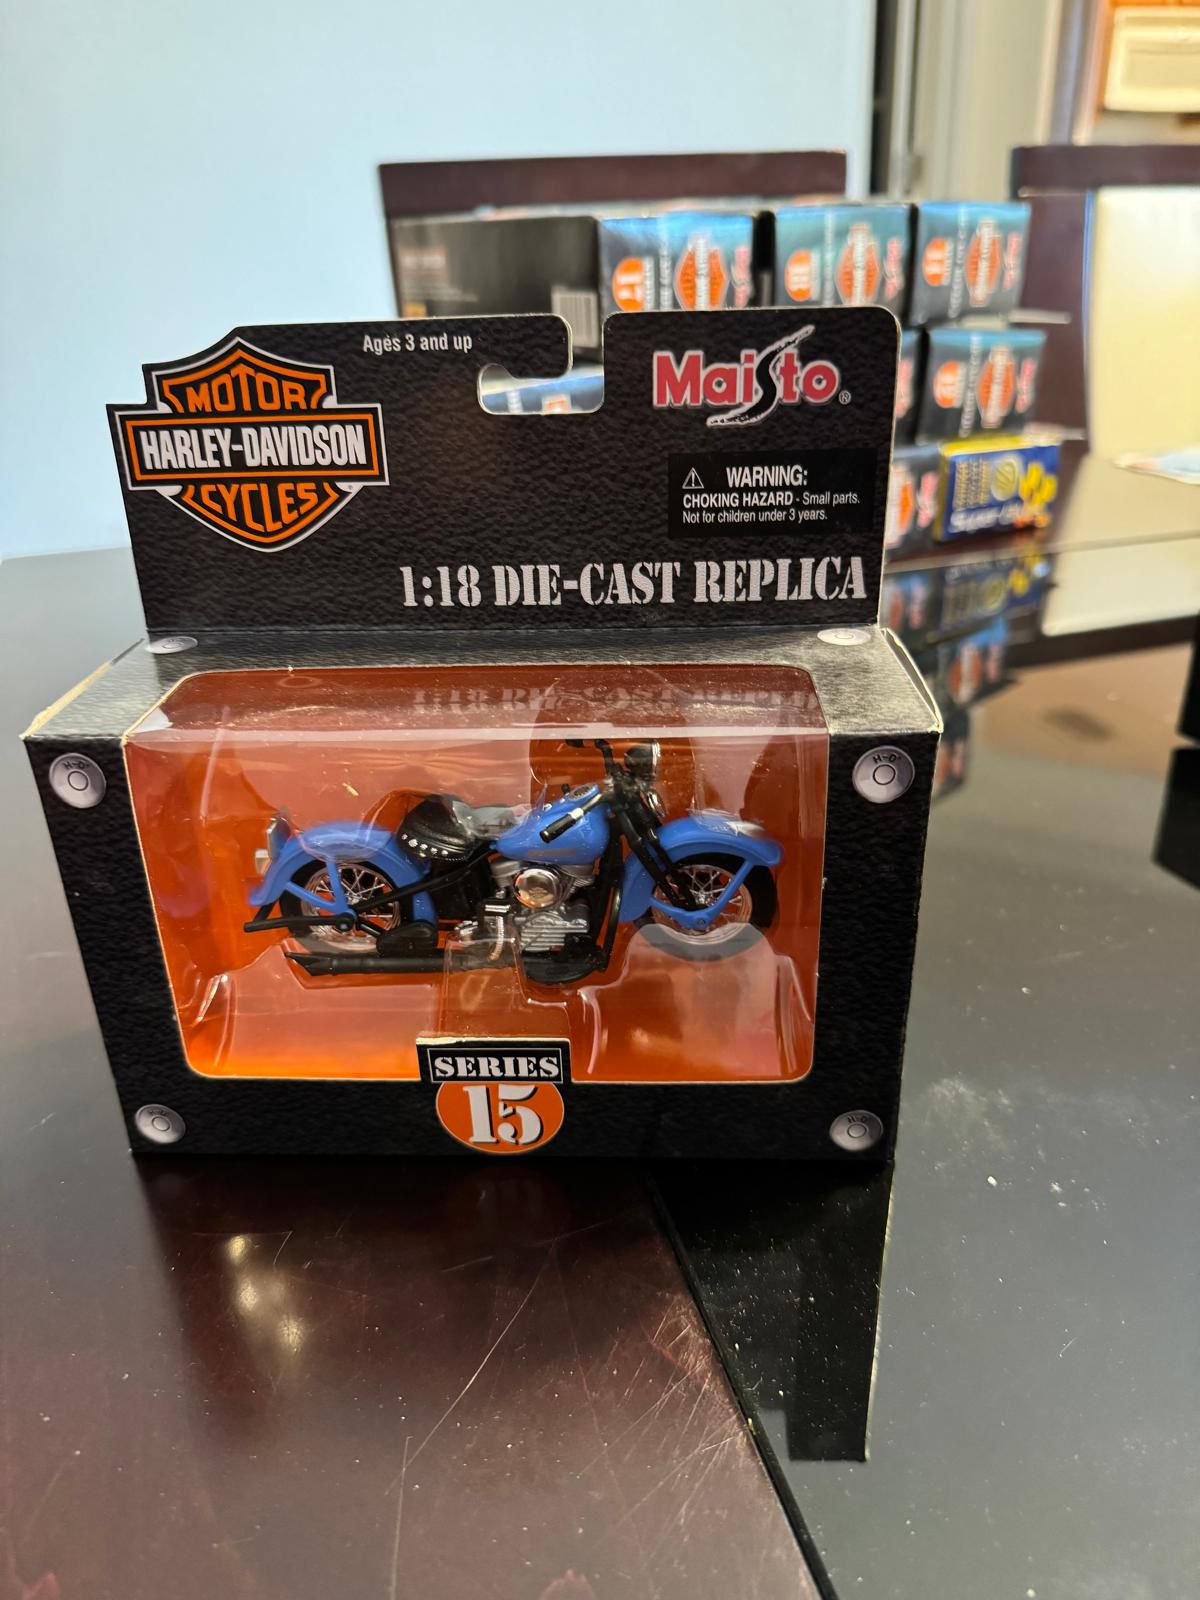 Ages 3 and up
Maisto®
MOTOR
HARLEY-DAVIDSON
CYCLES
WARNING:
CHOKING HAZARD - Small parts.
Not for children under 3 years.
1:18 DIE-CAST REPLICA
H-D
H-D
H-D
H-D
SERIES
15